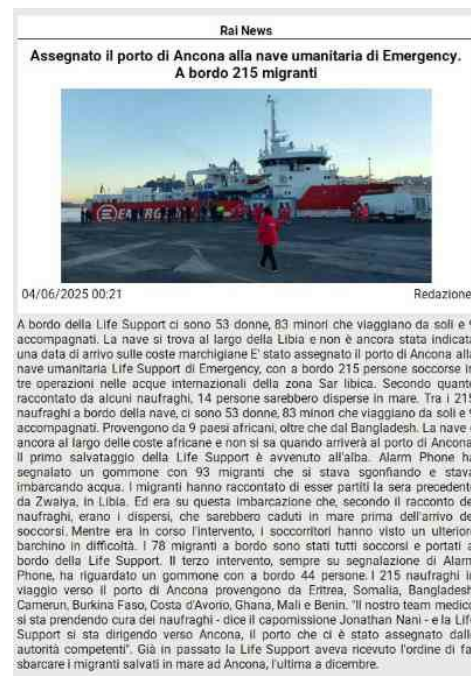 Rai News
Assegnato il porto di Ancona alla nave umanitaria di Emergency.
A bordo 215 migranti
EMERG
04/06/2025 00:21
Redazione
A bordo della Life Support ci sono 53 donne, 83 minori che viaggiano da soli e 9
accompagnati. La nave si trova al largo della Libia e non è ancora stata indicata
una data di arrivo sulle coste marchigiane E' stato assegnato il porto di Ancona alla
nave umanitaria Life Support di Emergency, con a bordo 215 persone soccorse in
tre operazioni nelle acque internazionali della zona Sar libica. Secondo quanto
raccontato da alcuni naufraghi, 14 persone sarebbero disperse in mare. Tra i 215
naufraghi a bordo della nave, ci sono 53 donne, 83 minori che viaggiano da soli e 9
accompagnati. Provengono da 9 paesi africani, oltre che dal Bangladesh. La nave è
ancora al largo delle coste africane e non si sa quando arriverà al porto di Ancona.
Il primo salvataggio della Life Support è avvenuto all'alba. Alarm Phone ha
segnalato un gommone con 93 migranti che si stava sgonfiando e stava
imbarcando acqua. I migranti hanno raccontato di esser partiti la sera precedente
da Zwaiya, in Libia. Ed era su questa imbarcazione che, secondo il racconto dei
naufraghi, erano i dispersi, che sarebbero caduti in mare prima dell'arrivo dei
soccorsi. Mentre era in corso l'intervento, i soccorritori hanno visto un ulteriore
barchino in difficoltà. I 78 migranti a bordo sono stati tutti soccorsi e portati a
bordo della Life Support. Il terzo intervento, sempre su segnalazione di Alarm
Phone, ha riguardato un gommone con a bordo 44 persone. I 215 naufraghi in
viaggio verso il porto di Ancona provengono da Eritrea, Somalia, Bangladesh,
Camerun, Burkina Faso, Costa d'Avorio, Ghana, Mali e Benin. "Il nostro team medico
si sta prendendo cura dei naufraghi - dice il capomissione Jonathan Nani - e la Life
Support si sta dirigendo verso Ancona, il porto che ci è stato assegnato dalle
autorità competenti". Già in passato la Life Support aveva ricevuto l'ordine di far
sbarcare i migranti salvati in mare ad Ancona, l'ultima a dicembre.